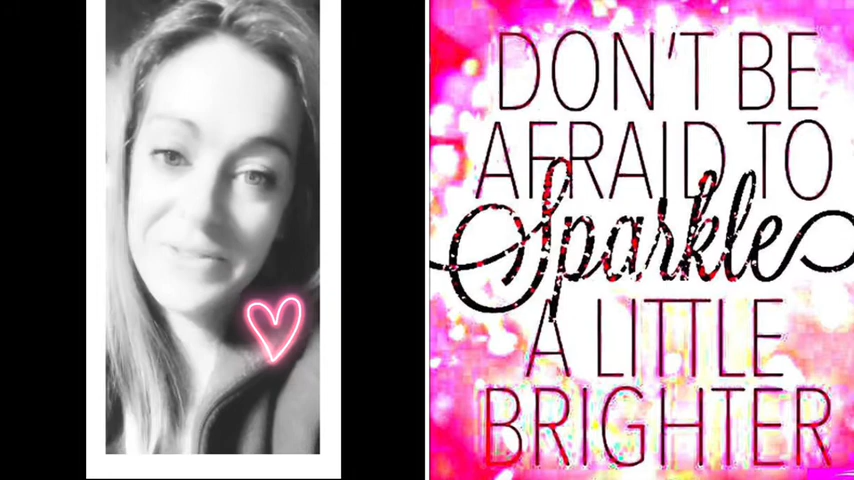 DON'T BE
AFRAID TO
Sparkle
A LITTLE
BRIGHTER